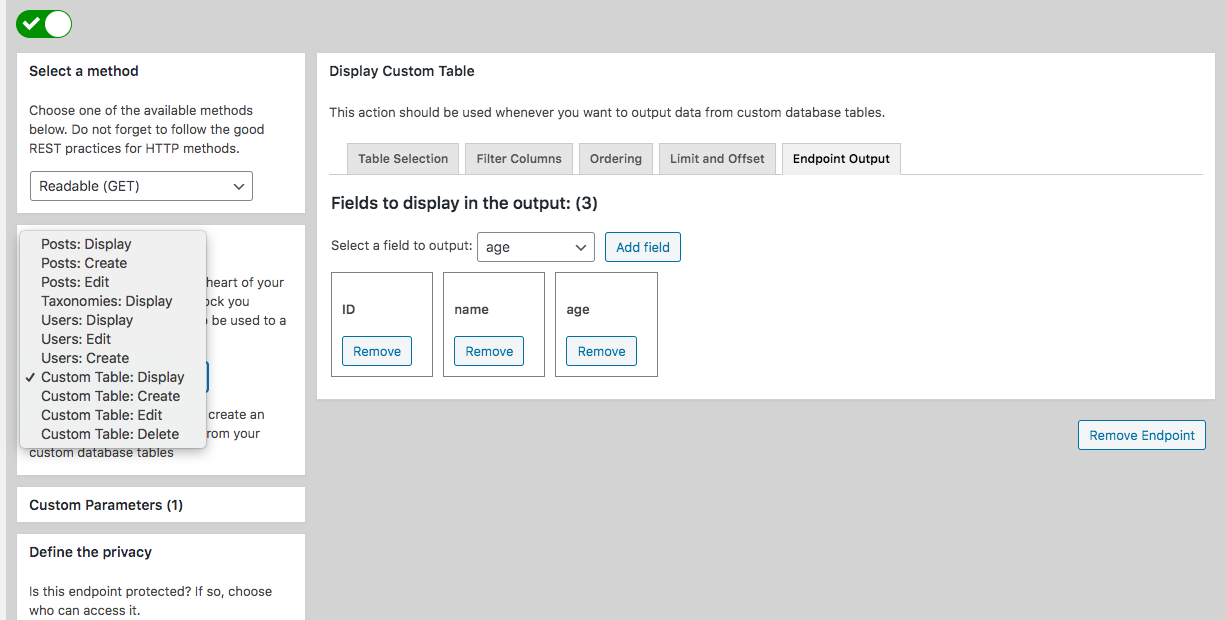 Select a method
Choose one of the available methods
below. Do not forget to follow the good
REST practices for HTTP methods.
Readable (GET)
Posts: Display
Posts: Create
Posts: Edit
Taxonomies: Display
Users: Display
Users: Edit
Users: Create
Custom Table: Display
Custom Table: Create
Custom Table: Edit
Custom Table: Delete
heart of your
you
be used to a
create an
your
custom database tables
Custom Parameters (1)
Define the privacy
Is this endpoint protected? If so, choose
who can access it.
Display Custom Table
This action should be used whenever you want to output data from custom database tables.
Table Selection
Filter Columns
Ordering
Limit and Offset
Endpoint Output
Fields to display in the output: (3)
Select a field to output:
age
Add field
ID
name
age
Remove
Remove
Remove
Remove Endpoint